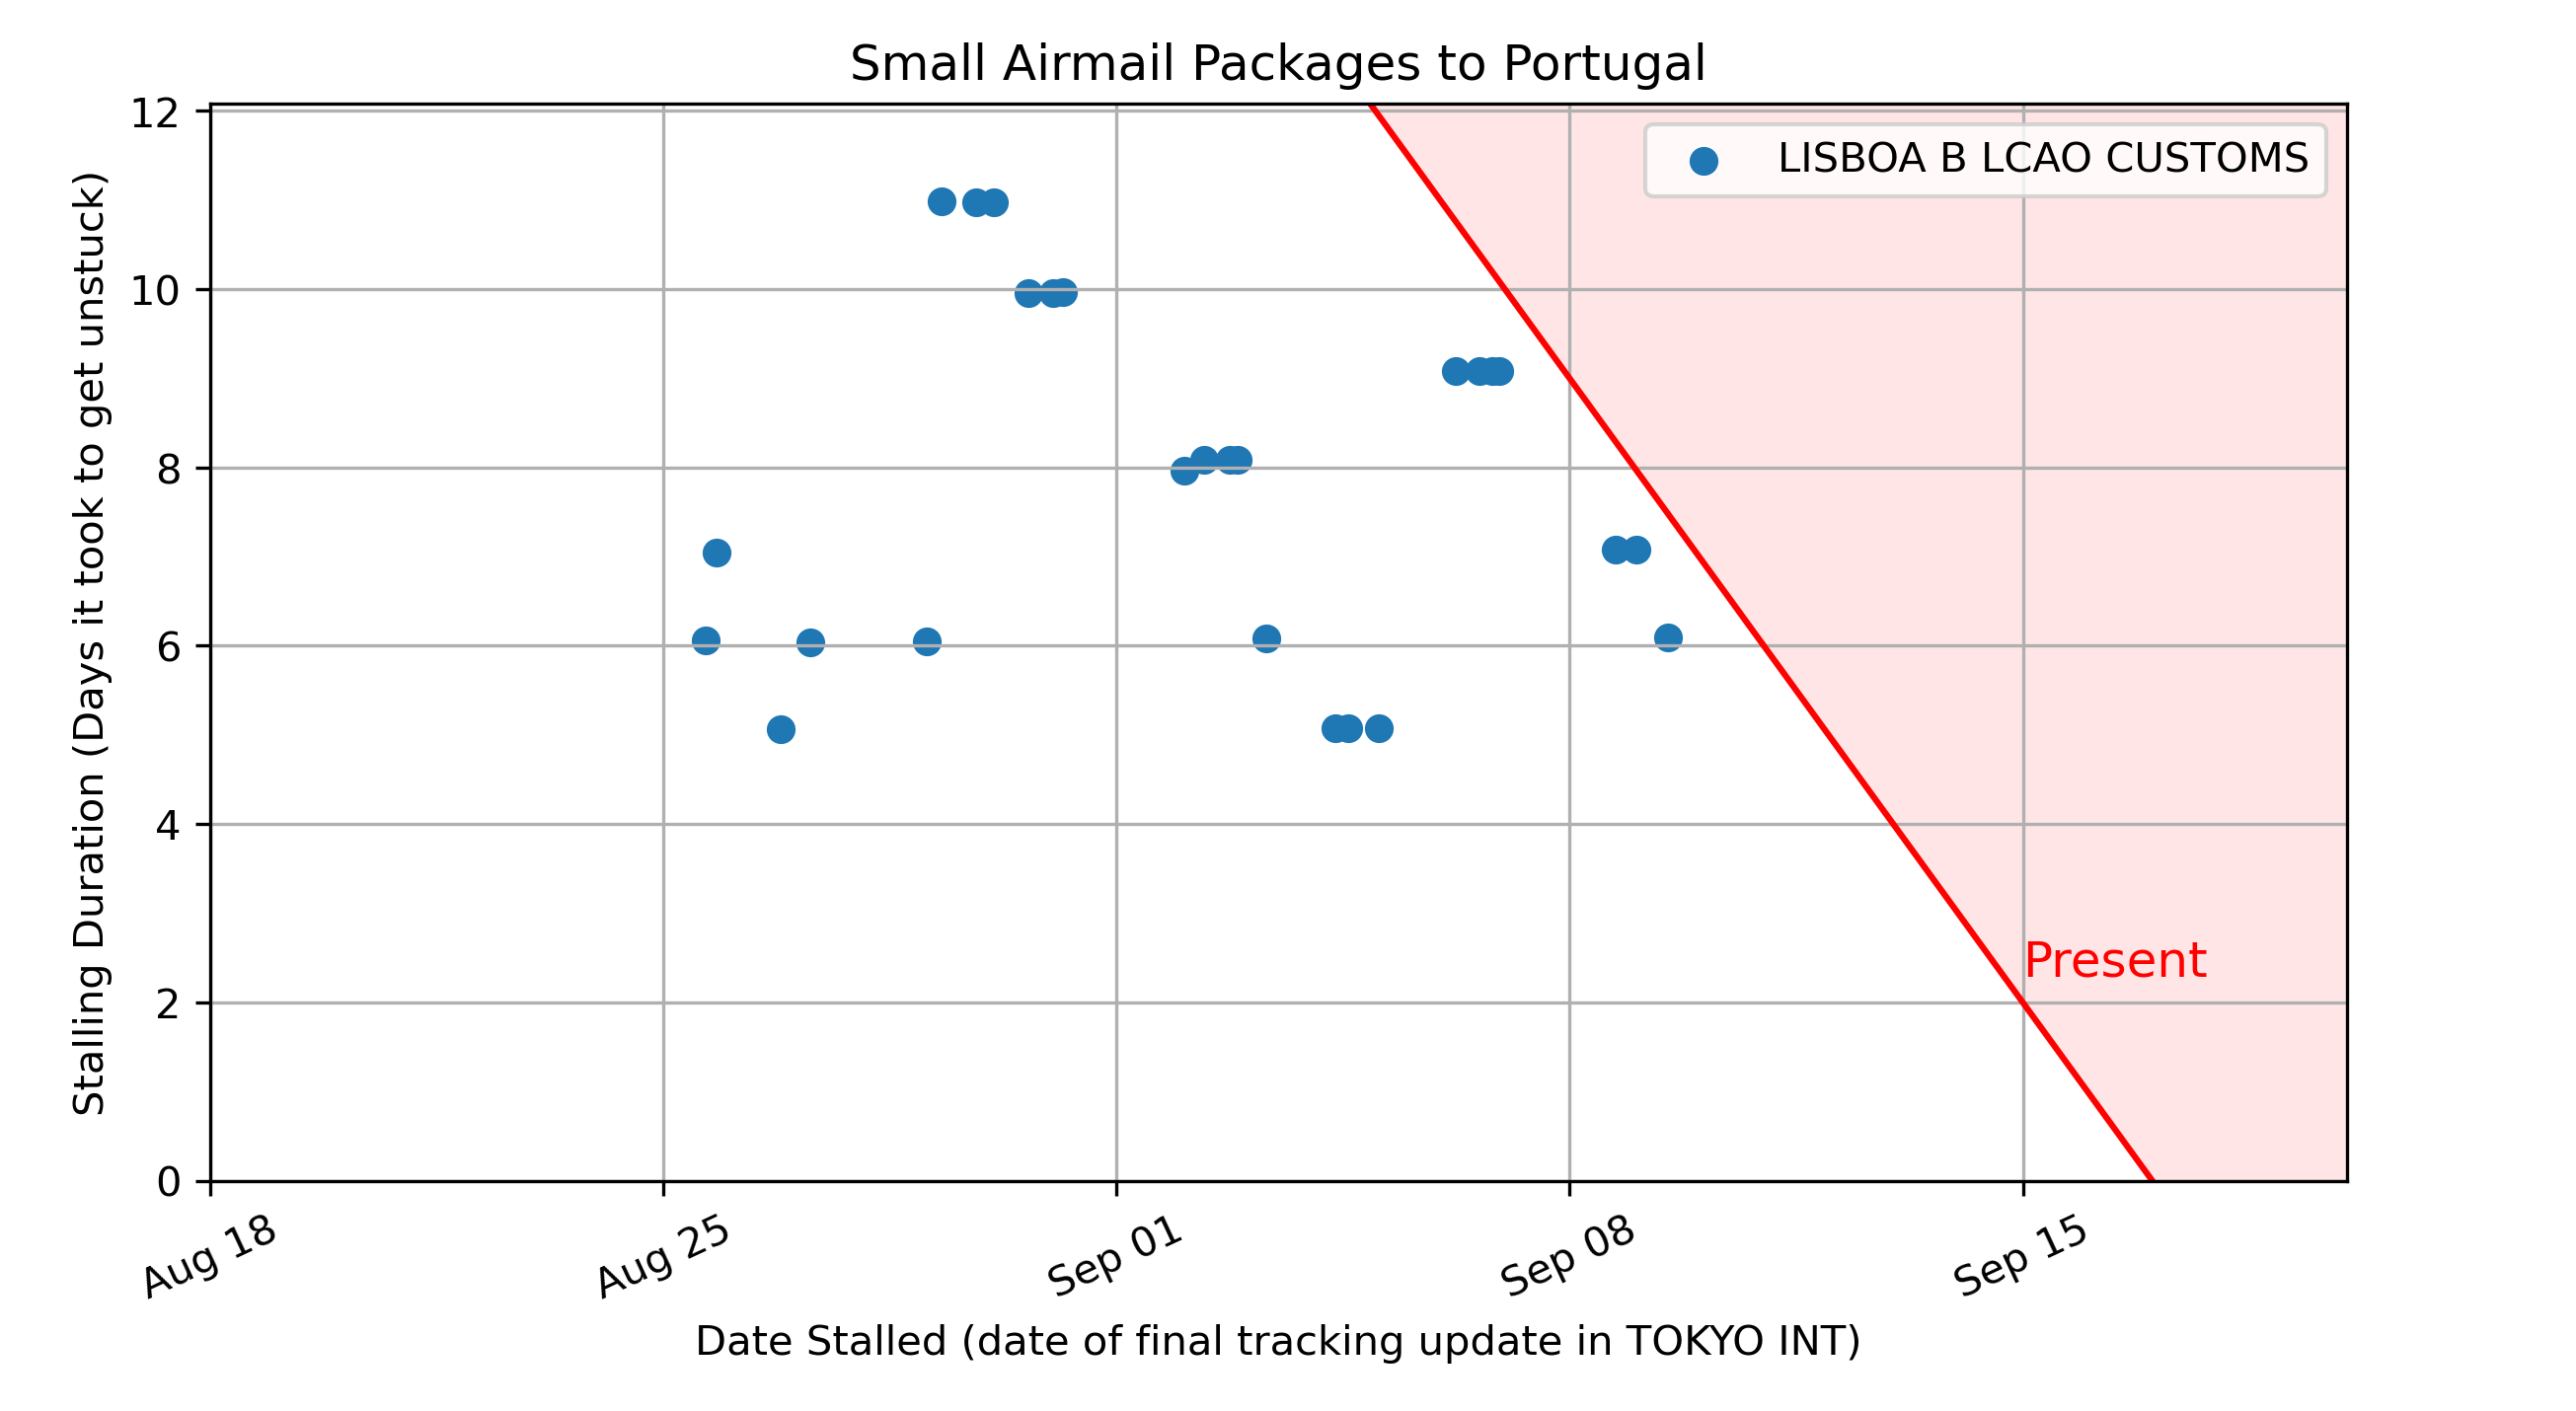 Small Airmail Packages to Portugal
12
10
8
6
4
2
0
Stalling Duration (Days it took to get unstuck)
LISBOA B LCAO CUSTOMS
Present
Aug 18
Aug 25
Sep 01
Sep 08
Sep 15
Date Stalled (date of final tracking update in TOKYO INT)